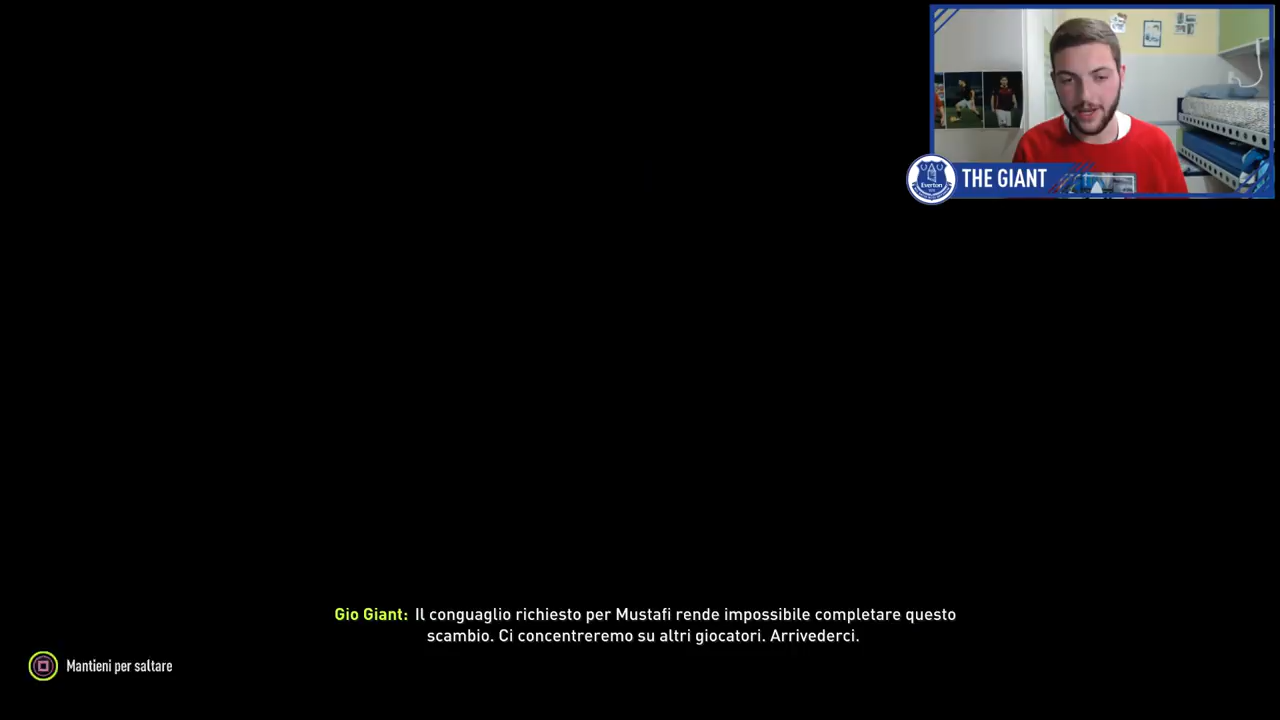 THE GIANT
Everton
Gio Giant: Il conguaglio richiesto per Mustafi rende impossibile completare questo
scambio. Ci concentreremo su altri giocatori. Arrivederci.
Mantieni per saltare